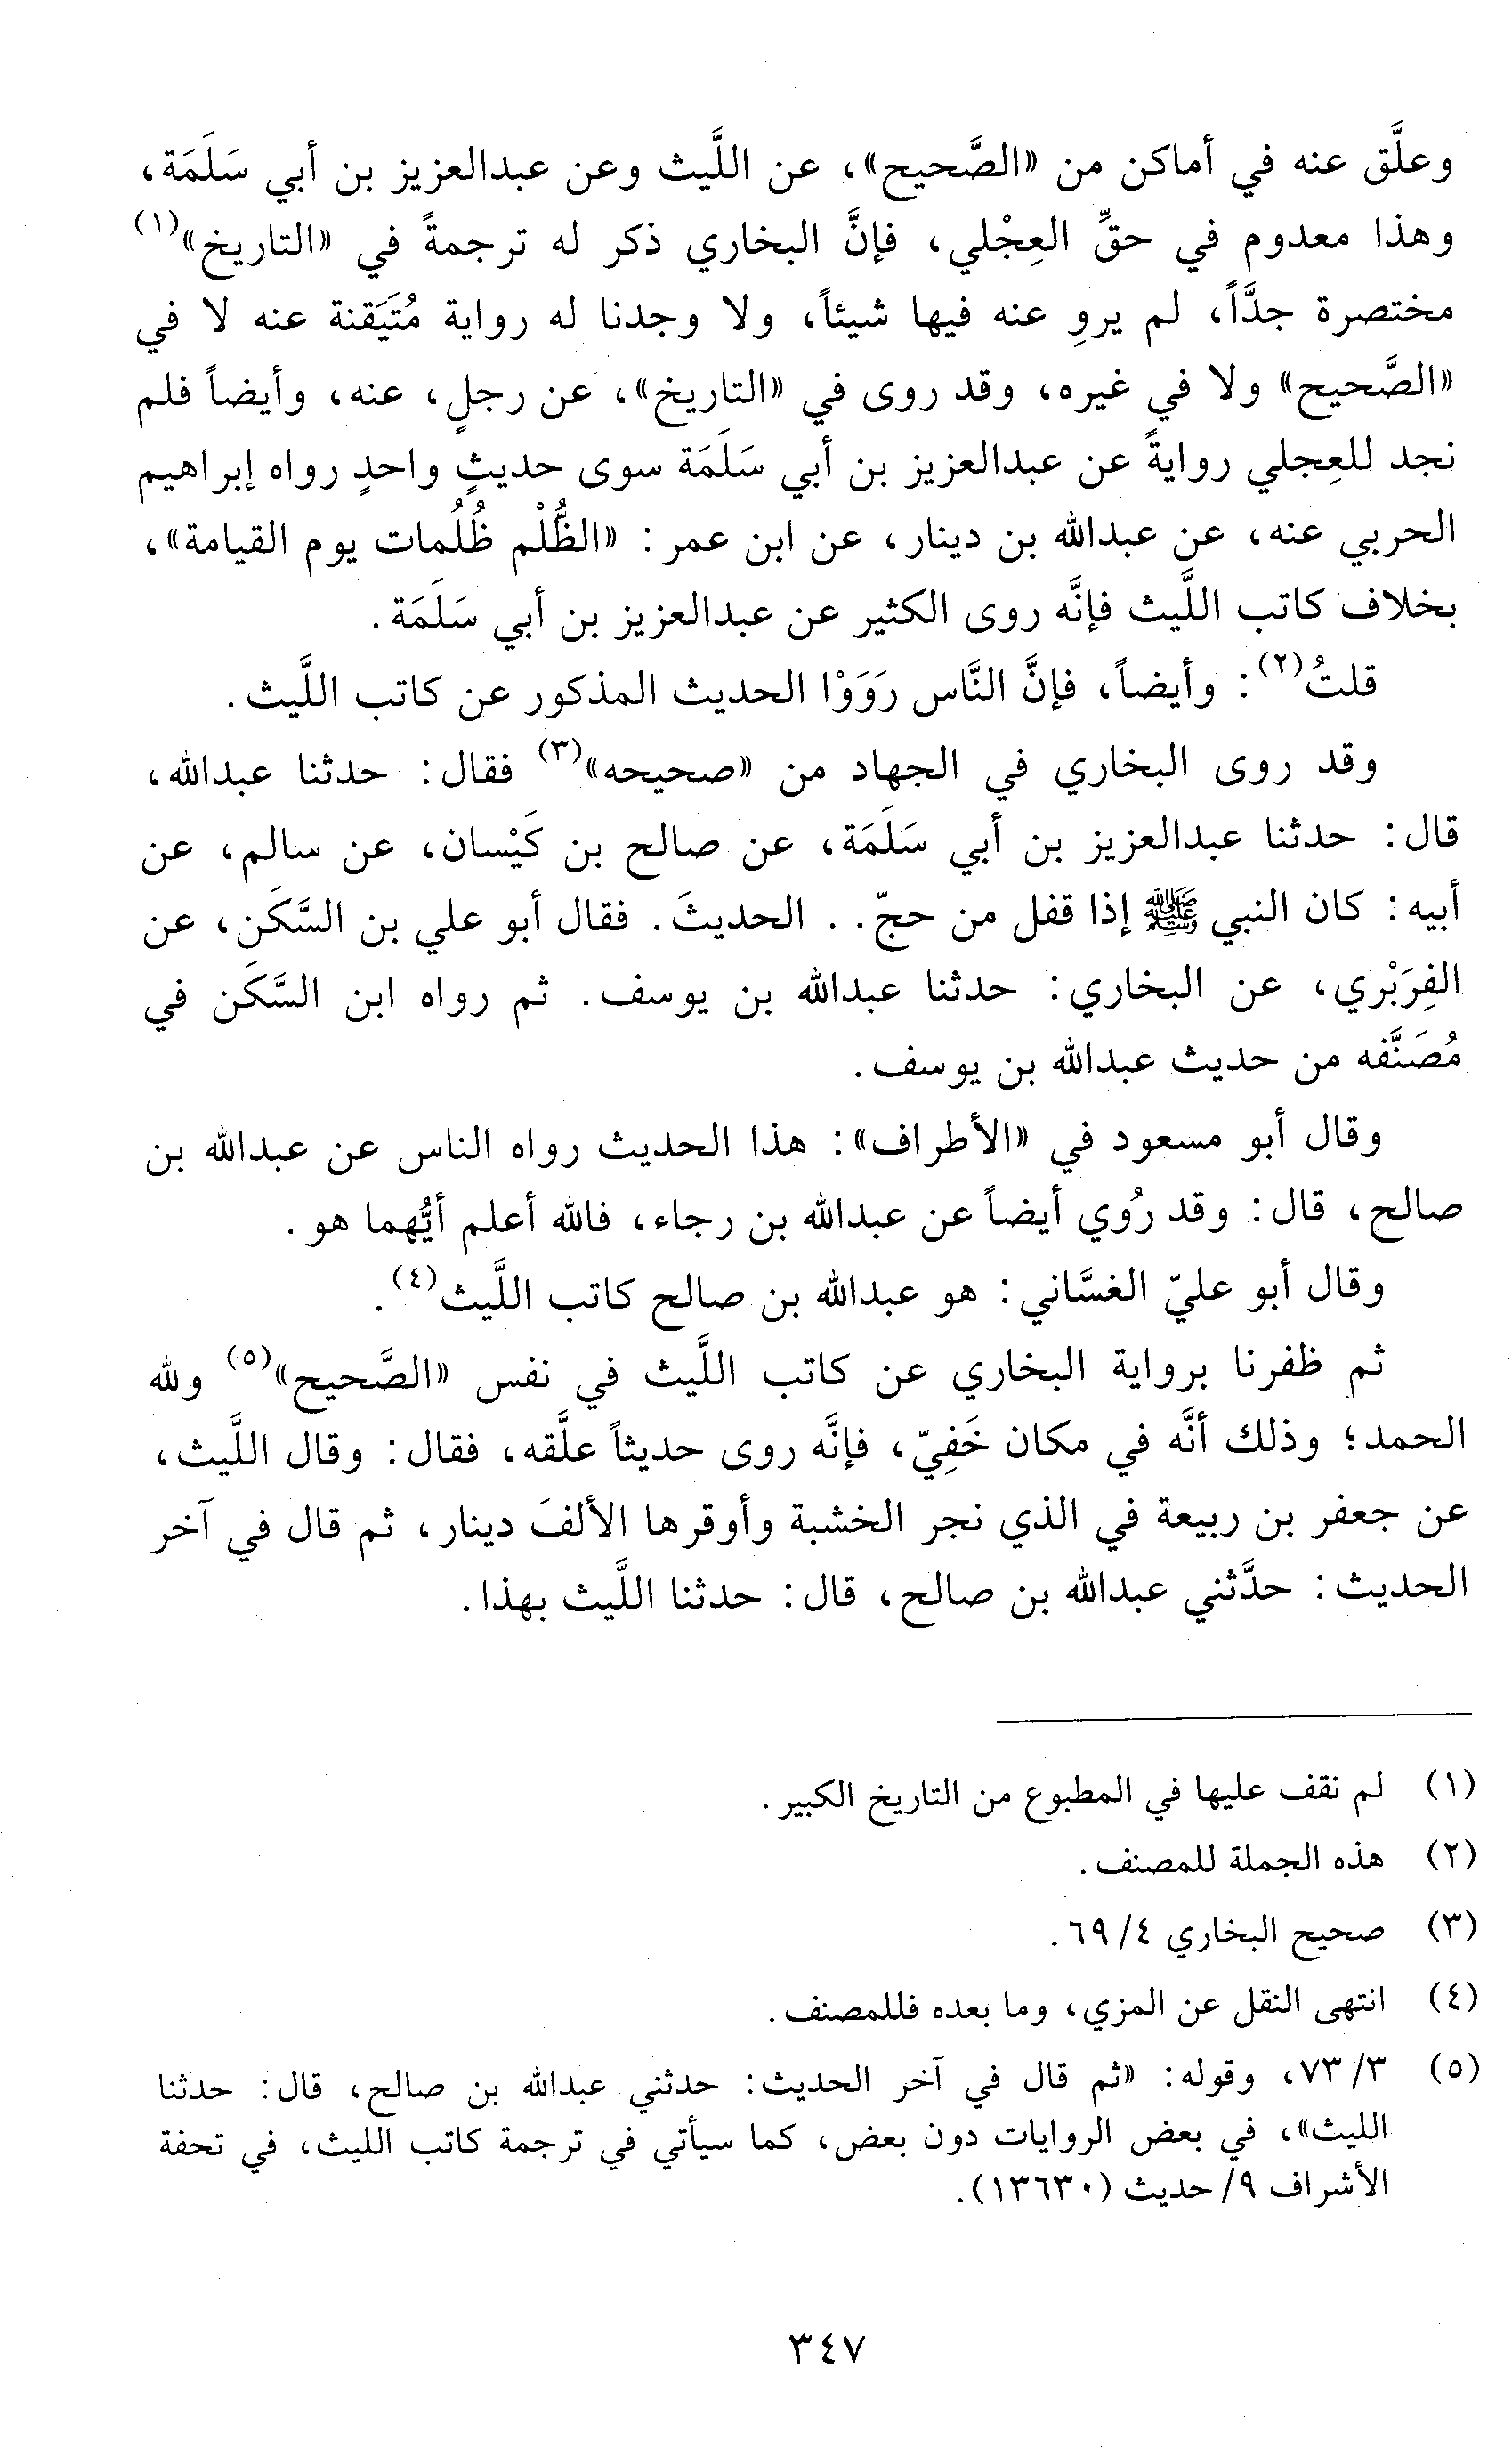 وعلَّق عنه في أماكن من «الصَّحيح»، عن اللَّيث وعن عبدالعزيز بن أبي سَلَمَة،
وهذا معدوم في حقِّ العِجْلي، فإنَّ البخاري ذكر له ترجمةً في «التاريخ»(١)
مختصرة جدَّاً، لم يروِ عنه فيها شيئاً، ولا وجدنا له رواية مُتَيَقنة عنه لا في
«الصَّحيح» ولا في غيره، وقد روى في «التاريخ»، عن رجلٍ، عنه، وأيضاً فلم
نجد للعِجلي روايةً عن عبدالعزيز بن أبي سَلَمَة سوى حديثٍ واحدٍ رواه إبراهيم
الحربي عنه، عن عبدالله بن دينار، عن ابن عمر: «الظُّلْم ظُلُمات يوم القيامة»،
بخلاف كاتب اللَّيث فإنَّه روى الكثير عن عبدالعزيز بن أبي سَلَمَة.
قلتُ(٢): وأيضاً، فإنَّ النَّاس رَوَوْا الحديث المذكور عن كاتب اللَّيث.
وقد روى البخاري في الجهاد من «صحيحه»(٣) فقال: حدثنا عبدالله،
قال: حدثنا عبدالعزيز بن أبي سَلَمَة، عن صالح بن كَيْسان، عن سالم، عن
أبيه: كان النبي ﷺ إذا قفل من حجّ. . الحديثَ. فقال أبو علي بن السَّكَن، عن
الفِرَبْري، عن البخاري: حدثنا عبدالله بن يوسف. ثم رواه ابن السَّكَن في
مُصَنَّفه من حديث عبدالله بن يوسف.
وقال أبو مسعود في «الأطراف»: هذا الحديث رواه الناس عن عبدالله بن
صالح، قال: وقد رُوي أيضاً عن عبدالله بن رجاء، فالله أعلم أيُّهما هو.
وقال أبو عليّ الغسَّاني: هو عبدالله بن صالح كاتب اللَّيث(٤).
ثم ظفرنا برواية البخاري عن كاتب اللَّيث في نفس «الصَّحيح»(٥) ولله
الحمد؛ وذلك أنَّه في مكان خَفِيّ، فإنَّه روى حديثاً علَّقه، فقال: وقال اللَّيث،
عن جعفر بن ربيعة في الذي نجر الخشبة وأوقرها الألفَ دينار، ثم قال في آخر
الحديث: حدَّثني عبدالله بن صالح، قال: حدثنا اللَّيث بهذا.
(١) لم نقف عليها في المطبوع من التاريخ الكبير.
(٢) هذه الجملة للمصنف.
(٣) صحيح البخاري ٤/ ٦٩.
(٤) انتهى النقل عن المزي، وما بعده فللمصنف.
(٥) ٣/ ٧٣، وقوله: «ثم قال في آخر الحديث: حدثني عبدالله بن صالح، قال: حدثنا
الليث»، في بعض الروايات دون بعض، كما سيأتي في ترجمة كاتب الليث، في تحفة
الأشراف ٩/ حديث (١٣٦٣٠).
٣٤٧